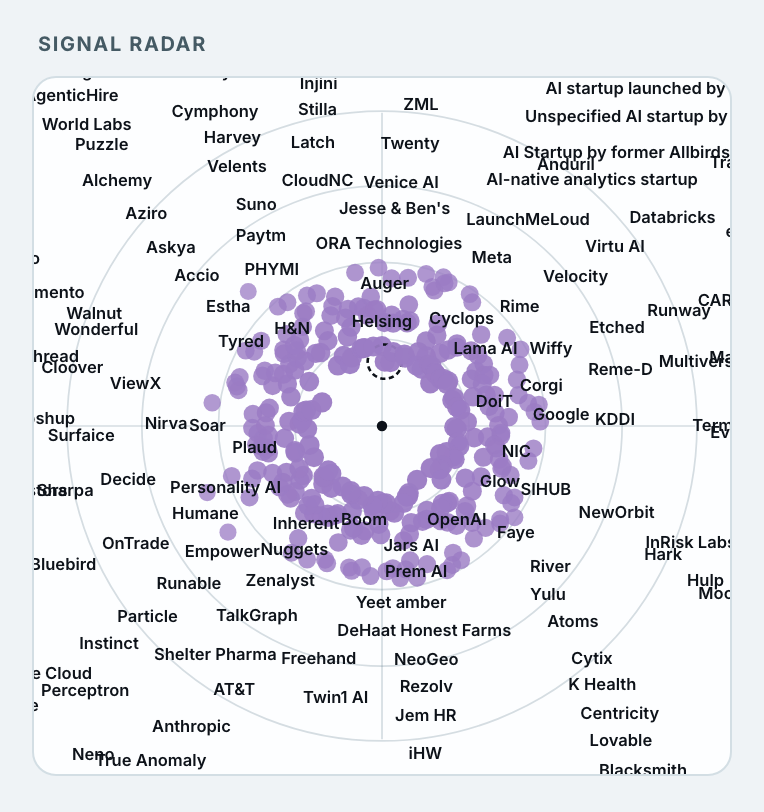 SIGNAL RADAR
Injini
AI startup launched by
ZML
Cymphony
Stilla
Unspecified AI startup by
World Labs
Harvey
Puzzle
Latch
Twenty
AI Startup by former Allbirds
Anduril
Velents
Alchemy
CloudNC
Venice AI
AI-native analytics startup
Suno
Jesse & Ben's
Aziro
LaunchMeLoud
Databricks
Paytm
ORA Technologies
Askya
Virtu AI
Meta
Accio
PHYMI
Velocity
Auger
Estha
Rime
Runway
Walnut
Helsing
Cyclops
H&N
Wonderful
Etched
Tyred
Lama AI
Wiffy
Cloover
Reme-D
ViewX
Corgi
DoiT
Google
KDDI
Nirva
Soar
Surfaice
Plaud
NIC
Decide
Personality AI
Glow
SIHUB
Humane
NewOrbit
Inherent
Boom
OpenAI
Faye
OnTrade
Empower
Nuggets
Jars AI
InRisk Labs
Hark
Bluebird
Prem AI
River
Runable
Zenalyst
Hulp
Yulu
Yeet amber
Particle
TalkGraph
Atoms
DeHaat Honest Farms
Instinct
Shelter Pharma
Freehand
NeoGeo
Cytix
e Cloud
Perceptron
AT&T
Twin1 AI
Rezolv
K Health
Jem HR
Centricity
Anthropic
Lovable
Neno
True Anomaly
iHW
Blacksmith